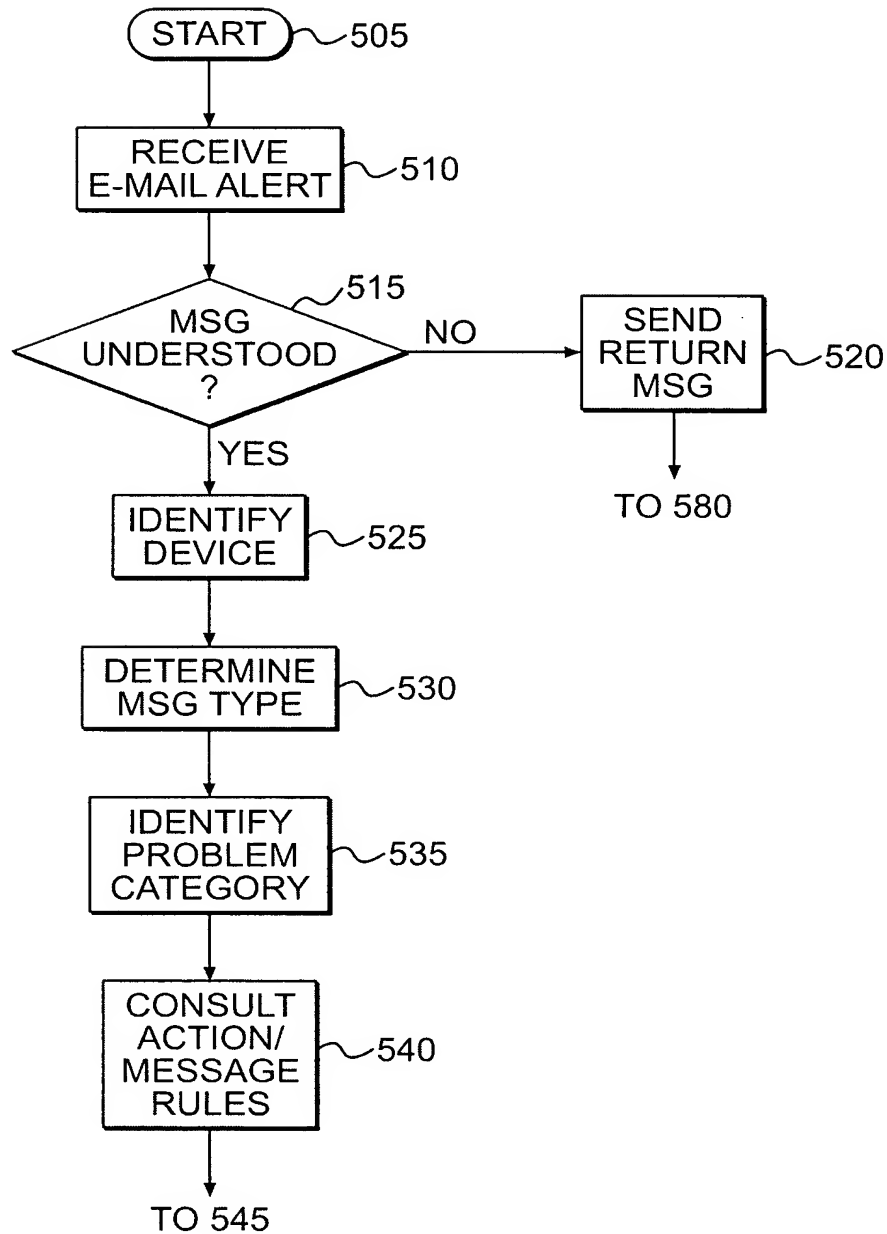 START
505
RECEIVE
E-MAIL ALERT
510
515
MSG
UNDERSTOOD
?
NO
SEND
RETURN
MSG
520
TO 580
YES
IDENTIFY
DEVICE
525
DETERMINE
MSG TYPE
530
IDENTIFY
PROBLEM
CATEGORY
535
CONSULT
ACTION/
MESSAGE
RULES
540
TO 545